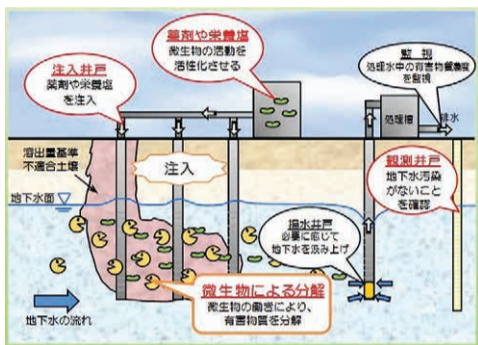 薬剤や栄養塩
微生物の活動を
活性化させる
監 視
処理水中の有害物質濃度
を監視
注入井戸
薬剤や栄養塩
を注入
処理槽
排水
溶出量基準
不適合土壌
注入
観測井戸
地下水汚染
がないこと
を確認
地下水面
揚水井戸
必要に応じて
地下水を汲み上げ
微生物による分解
微生物の働きにより、
有害物質を分解
地下水の流れ